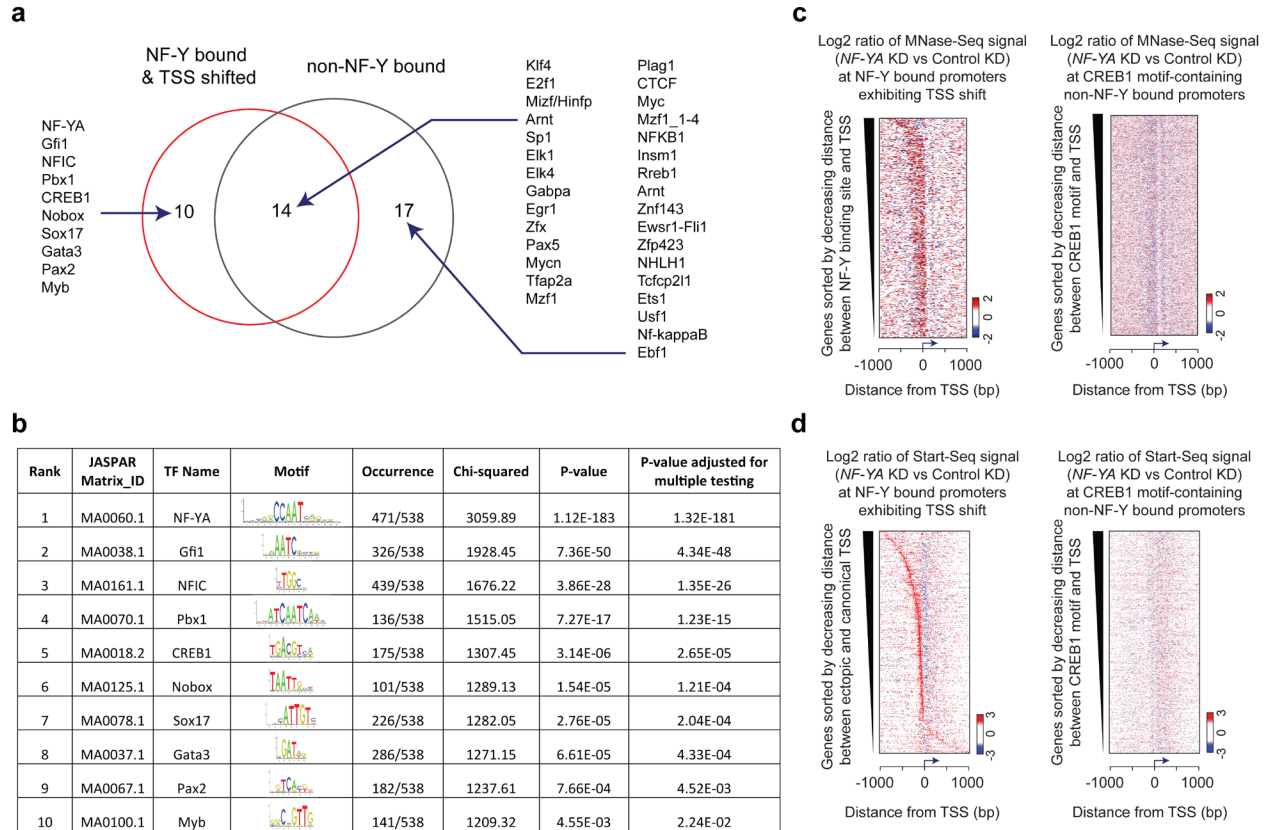 a
NF-Y bound
& TSS shifted
non-NF-Y bound
NF-YA
Gfi1
NFIC
Pbx1
CREB1
Nobox
Sox17
Gata3
Pax2
Myb
10
14
17
Klf4
E2f1
Mizf/Hinfp
Arnt
Sp1
Elk1
Elk4
Gabpa
Egr1
Zfx
Pax5
Mycn
Tfap2a
Mzf1
Plag1
CTCF
Myc
Mzf1_1-4
NFKB1
Insm1
Rreb1
Arnt
Znf143
Ewsr1-Fli1
Zfp423
NHLH1
Tcfcp2l1
Ets1
Usf1
Nf-kappaB
Ebf1
b
Rank JASPAR Matrix_ID TF Name Motif Occurrence Chi-squared P-value P-value adjusted for multiple testing
1 MA0060.1 NF-YA CCAAT 471/538 3059.89 1.12E-183 1.32E-181
2 MA0038.1 Gfi1 AATC 326/538 1928.45 7.36E-50 4.34E-48
3 MA0161.1 NFIC TGGC 439/538 1676.22 3.86E-28 1.35E-26
4 MA0070.1 Pbx1 ATCAATCA 136/538 1515.05 7.27E-17 1.23E-15
5 MA0018.2 CREB1 TGACG 175/538 1307.45 3.14E-06 2.65E-05
6 MA0125.1 Nobox TAATT 101/538 1289.13 1.54E-05 1.21E-04
7 MA0078.1 Sox17 ATTGT 226/538 1282.05 2.76E-05 2.04E-04
8 MA0037.1 Gata3 GAT 286/538 1271.15 6.61E-05 4.33E-04
9 MA0067.1 Pax2 TCA 182/538 1237.61 7.66E-04 4.52E-03
10 MA0100.1 Myb C GTTG 141/538 1209.32 4.55E-03 2.24E-02
c
Log2 ratio of MNase-Seq signal
(NF-YA KD vs Control KD)
at NF-Y bound promoters
exhibiting TSS shift
Genes sorted by decreasing distance
between NF-Y binding site and TSS
-2 0 2
-1000 0 1000
Distance from TSS (bp)
Log2 ratio of MNase-Seq signal
(NF-YA KD vs Control KD)
at CREB1 motif-containing
non-NF-Y bound promoters
Genes sorted by decreasing distance
between CREB1 motif and TSS
-2 0 2
-1000 0 1000
Distance from TSS (bp)
d
Log2 ratio of Start-Seq signal
(NF-YA KD vs Control KD)
at NF-Y bound promoters
exhibiting TSS shift
Genes sorted by decreasing distance
between ectopic and canonical TSS
-3 0 3
-1000 0 1000
Distance from TSS (bp)
Log2 ratio of Start-Seq signal
(NF-YA KD vs Control KD)
at CREB1 motif-containing
non-NF-Y bound promoters
Genes sorted by decreasing distance
between CREB1 motif and TSS
-3 0 3
-1000 0 1000
Distance from TSS (bp)